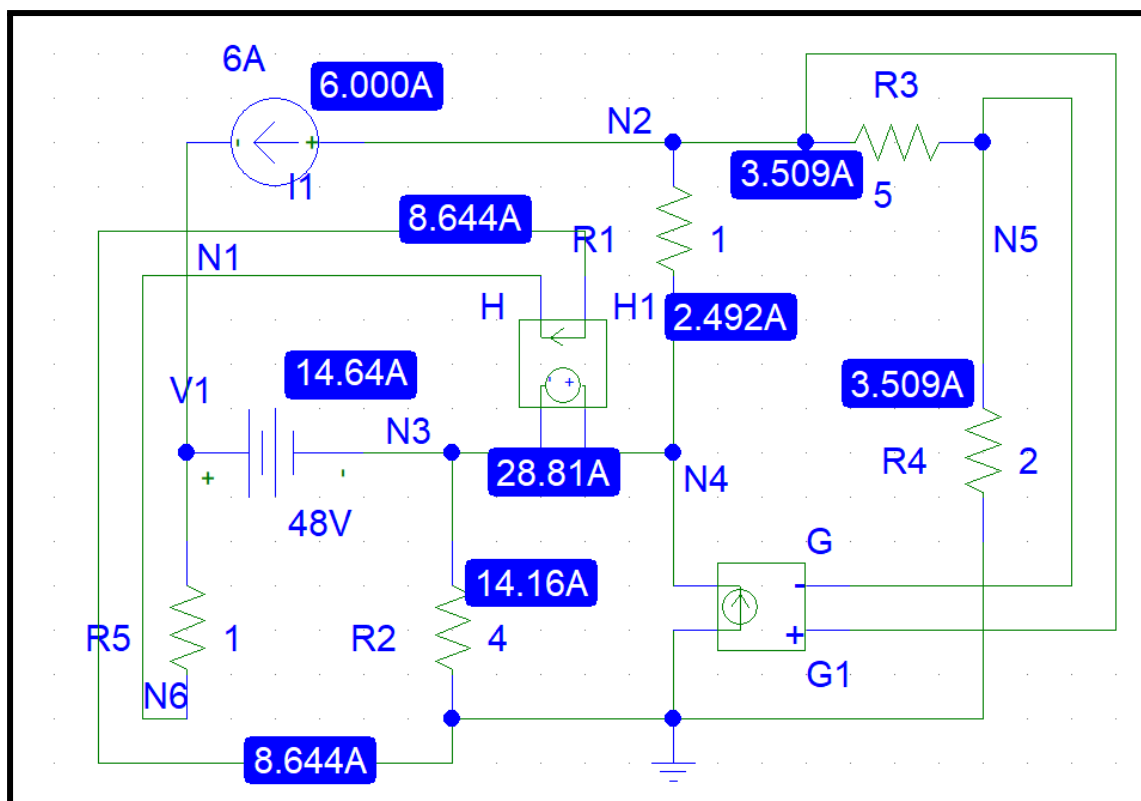 6A
6.000A
- +
I1
N2
R3
3.509A
5
8.644A
N1
R1
1
N5
H
H1
2.492A
- +
V1
14.64A
N3
28.81A
N4
3.509A
R4
2
+ -
48V
G
-
+
G1
14.16A
R5
1
R2
4
N6
8.644A